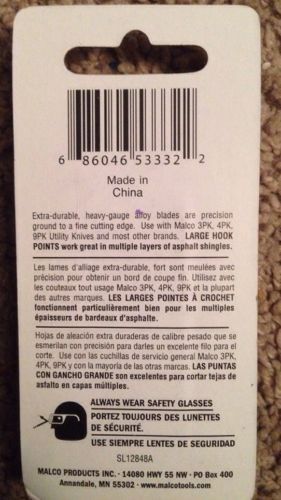 6 86046 53332 2
Made in
China
Extra-durable, heavy-gauge alloy blades are precision
ground to a fine cutting edge. Use with Malco 3PK, 4PK,
9PK Utility Knives and most other brands. LARGE HOOK
POINTS work great in multiple layers of asphalt shingles.
Les lames d'alliage extra-durable, fort sont meulées avec
précision pour obtenir un bord de coupe fin. Utilisez avec
les couteaux tout usage Malco 3PK, 4PK, 9PK et la plupart
des autres marques. LES LARGES POINTES À CROCHET
fonctionnent particulièrement bien pour les multiples
épaisseurs de bardeaux d'asphalte.
Hojas de aleación extra duraderas de calibre pesado que se
esmerilan con precisión para darles un excelente filo para el
corte. Use con las cuchillas de servicio general Malco 3PK,
4PK, 9PK y con la mayoría de las otras marcas. LAS PUNTAS
CON GANCHO GRANDE son excelentes para cortar tejas de
asfalto en capas múltiples.
ALWAYS WEAR SAFETY GLASSES
PORTEZ TOUJOURS DES LUNETTES
DE SÉCURITÉ.
USE SIEMPRE LENTES DE SEGURIDAD
SL12848A
MALCO PRODUCTS INC. · 14080 HWY 55 NW · PO BOX 400
ANNANDALE, MN 55302 · www.malcotools.com